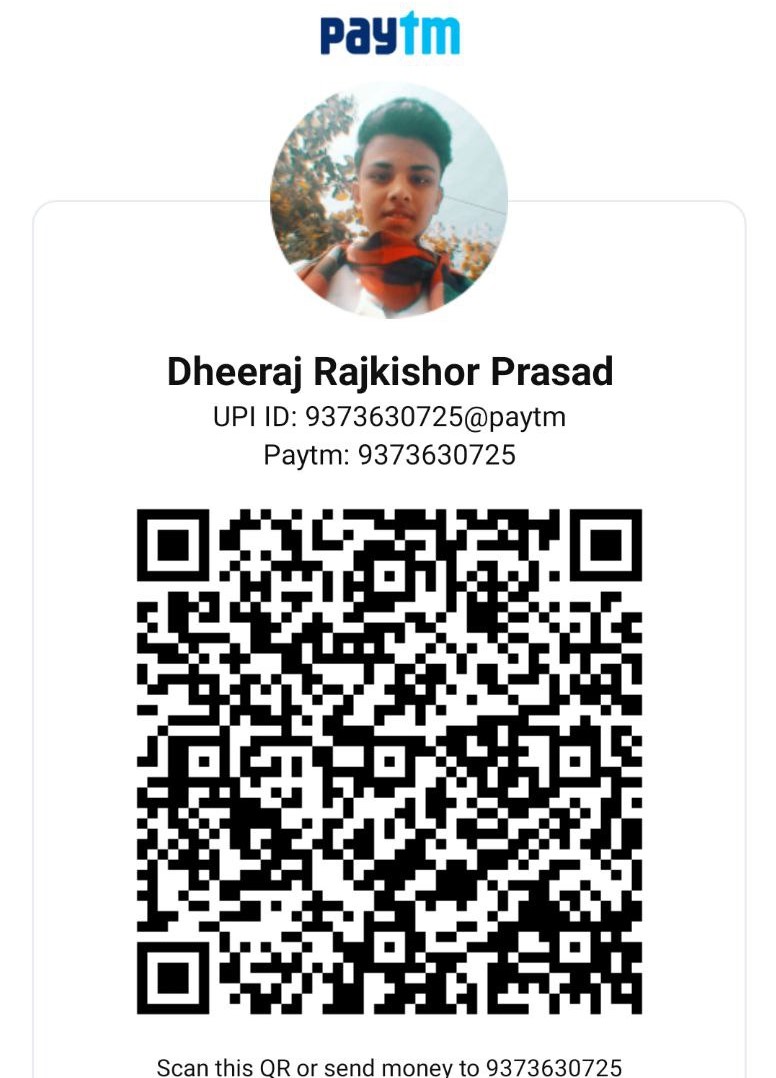 paytm
Dheeraj Rajkishor Prasad
UPI ID: 9373630725@paytm
Paytm: 9373630725
Scan this QR or send money to 9373630725